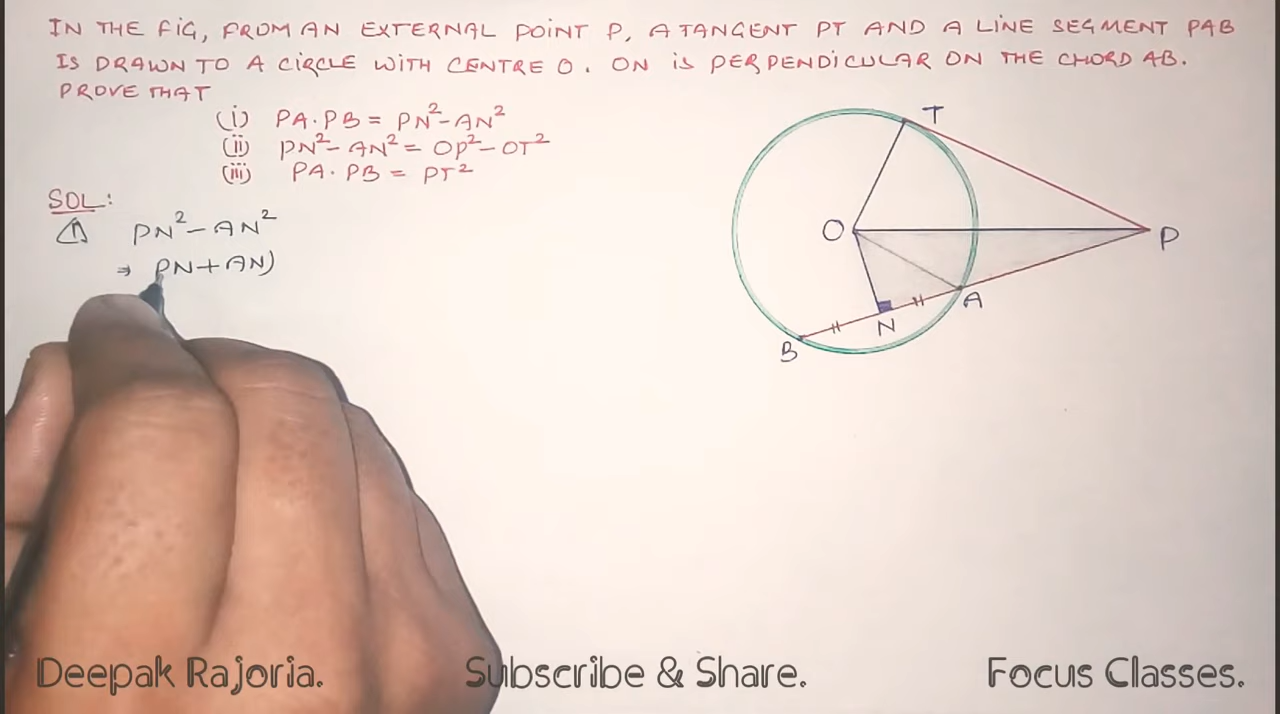 IN THE FIG, FROM AN EXTERNAL POINT P, A TANGENT PT AND A LINE SEGMENT PAB
IS DRAWN TO A CIRCLE WITH CENTRE O. ON IS PERPENDICULAR ON THE CHORD AB.
PROVE THAT
(i) PA·PB = PN²-AN²
(ii) PN²-AN² = OP²-OT²
(iii) PA·PB = PT²
SOL:
(1) PN²-AN²
⇒ PN+AN)
T
O
P
A
N
B
Deepak Rajoria. Subscribe & Share. Focus Classes.